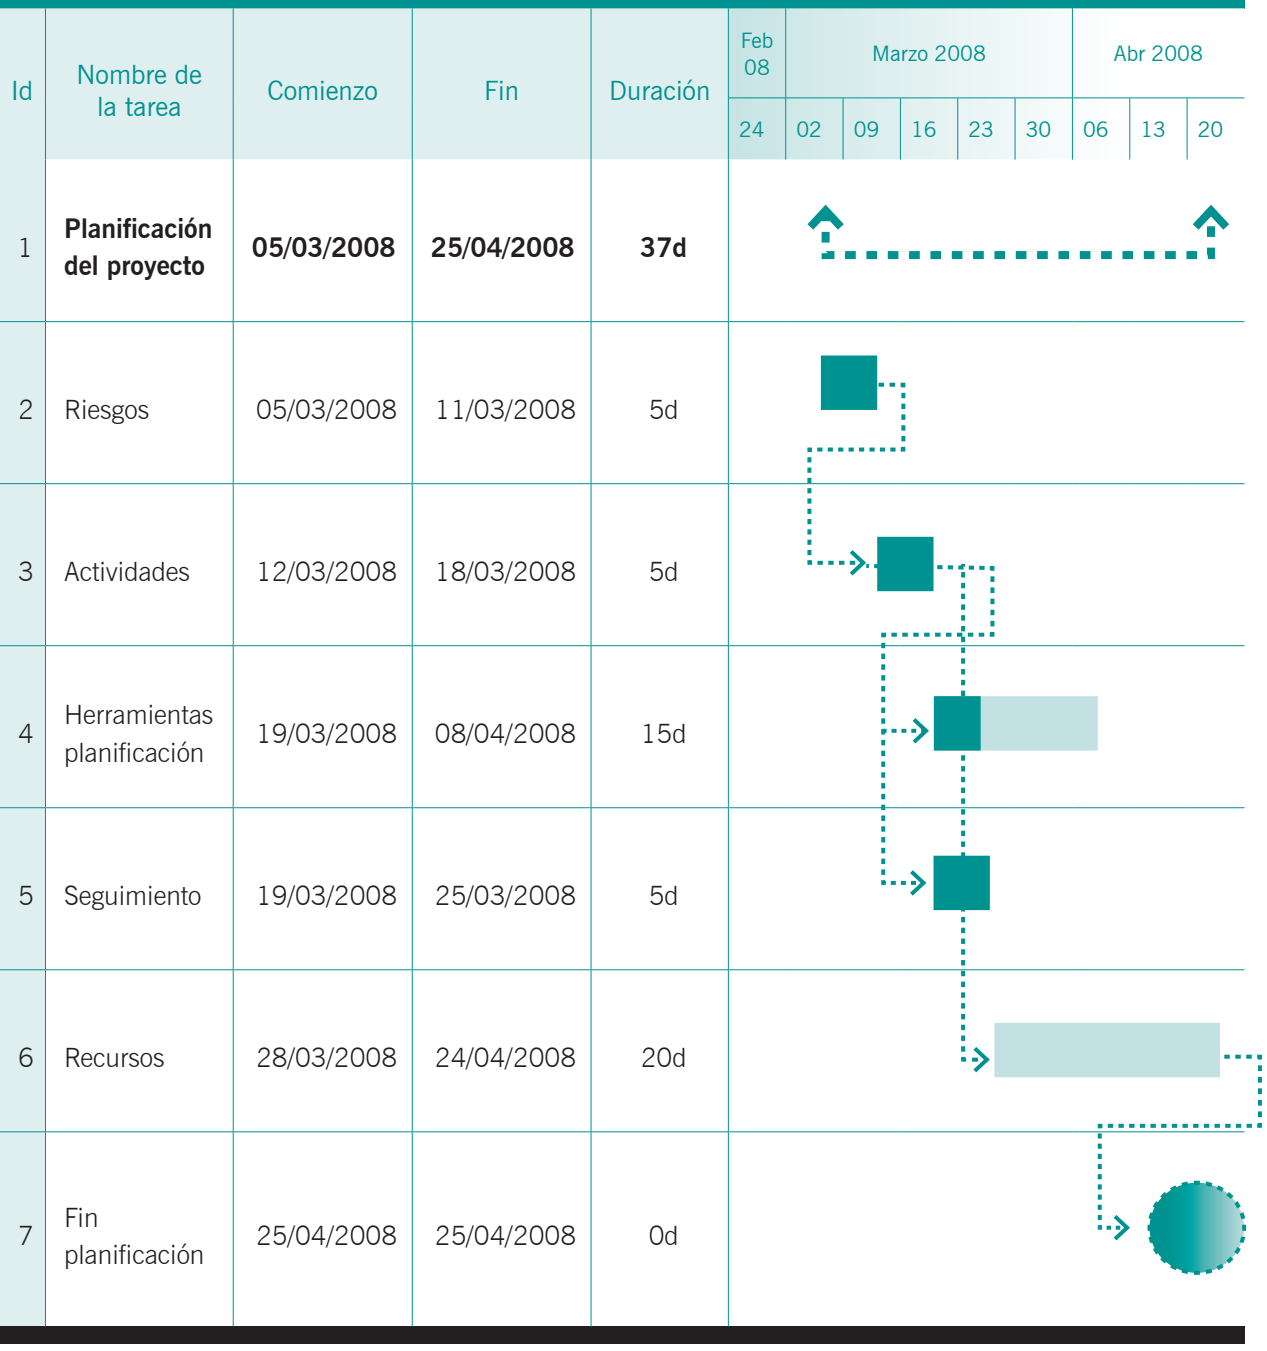 Id
Nombre de
la tarea
Comienzo
Fin
Duración
Feb
08
Marzo 2008
Abr 2008
24 02 09 16 23 30 06 13 20
1
Planificación
del proyecto
05/03/2008
25/04/2008
37d
2
Riesgos
05/03/2008
11/03/2008
5d
3
Actividades
12/03/2008
18/03/2008
5d
4
Herramientas
planificación
19/03/2008
08/04/2008
15d
5
Seguimiento
19/03/2008
25/03/2008
5d
6
Recursos
28/03/2008
24/04/2008
20d
7
Fin
planificación
25/04/2008
25/04/2008
0d